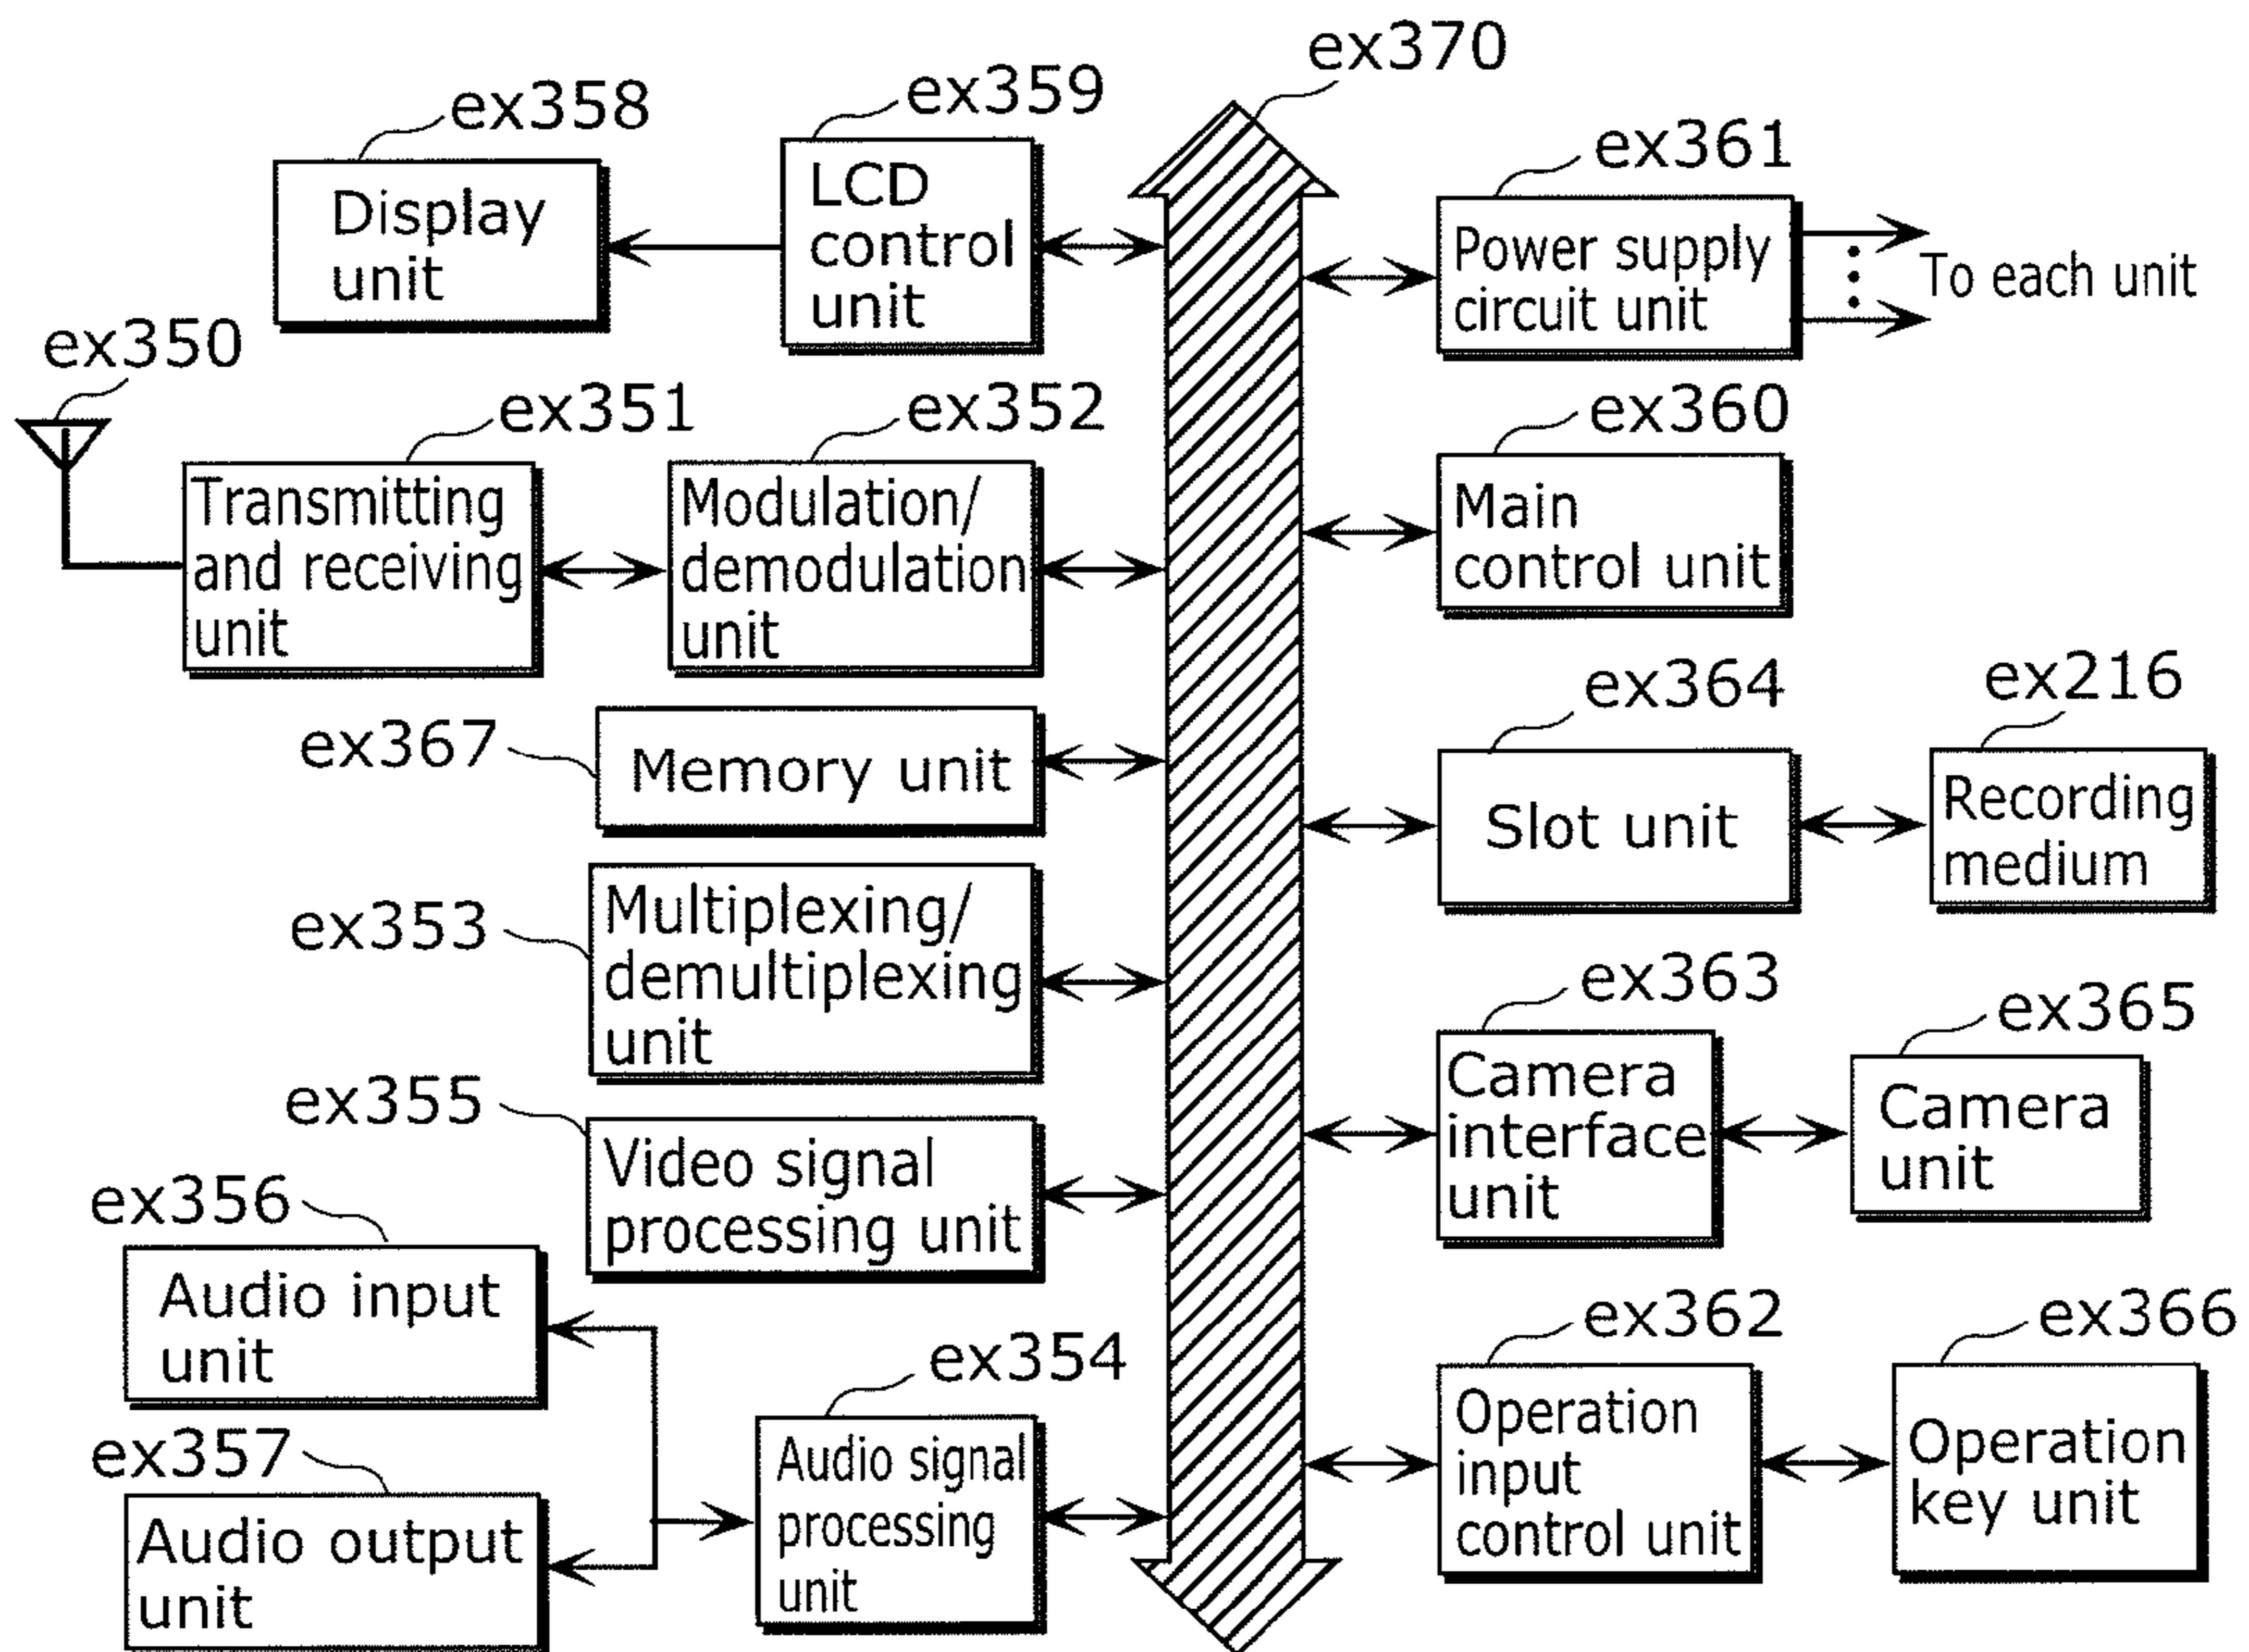 ex370
ex358
ex359
ex361
Display
unit
LCD
control
unit
Power supply
circuit unit
To each unit
ex350
ex351
ex352
ex360
Transmitting
and receiving
unit
Modulation/
demodulation
unit
Main
control unit
ex367
Memory unit
ex364
ex216
Slot unit
Recording
medium
ex353
Multiplexing/
demultiplexing
unit
ex363
ex365
Camera
interface
unit
Camera
unit
ex355
Video signal
processing unit
ex356
Audio input
unit
ex354
ex362
ex366
ex357
Audio output
unit
Audio signal
processing
unit
Operation
input
control unit
Operation
key unit